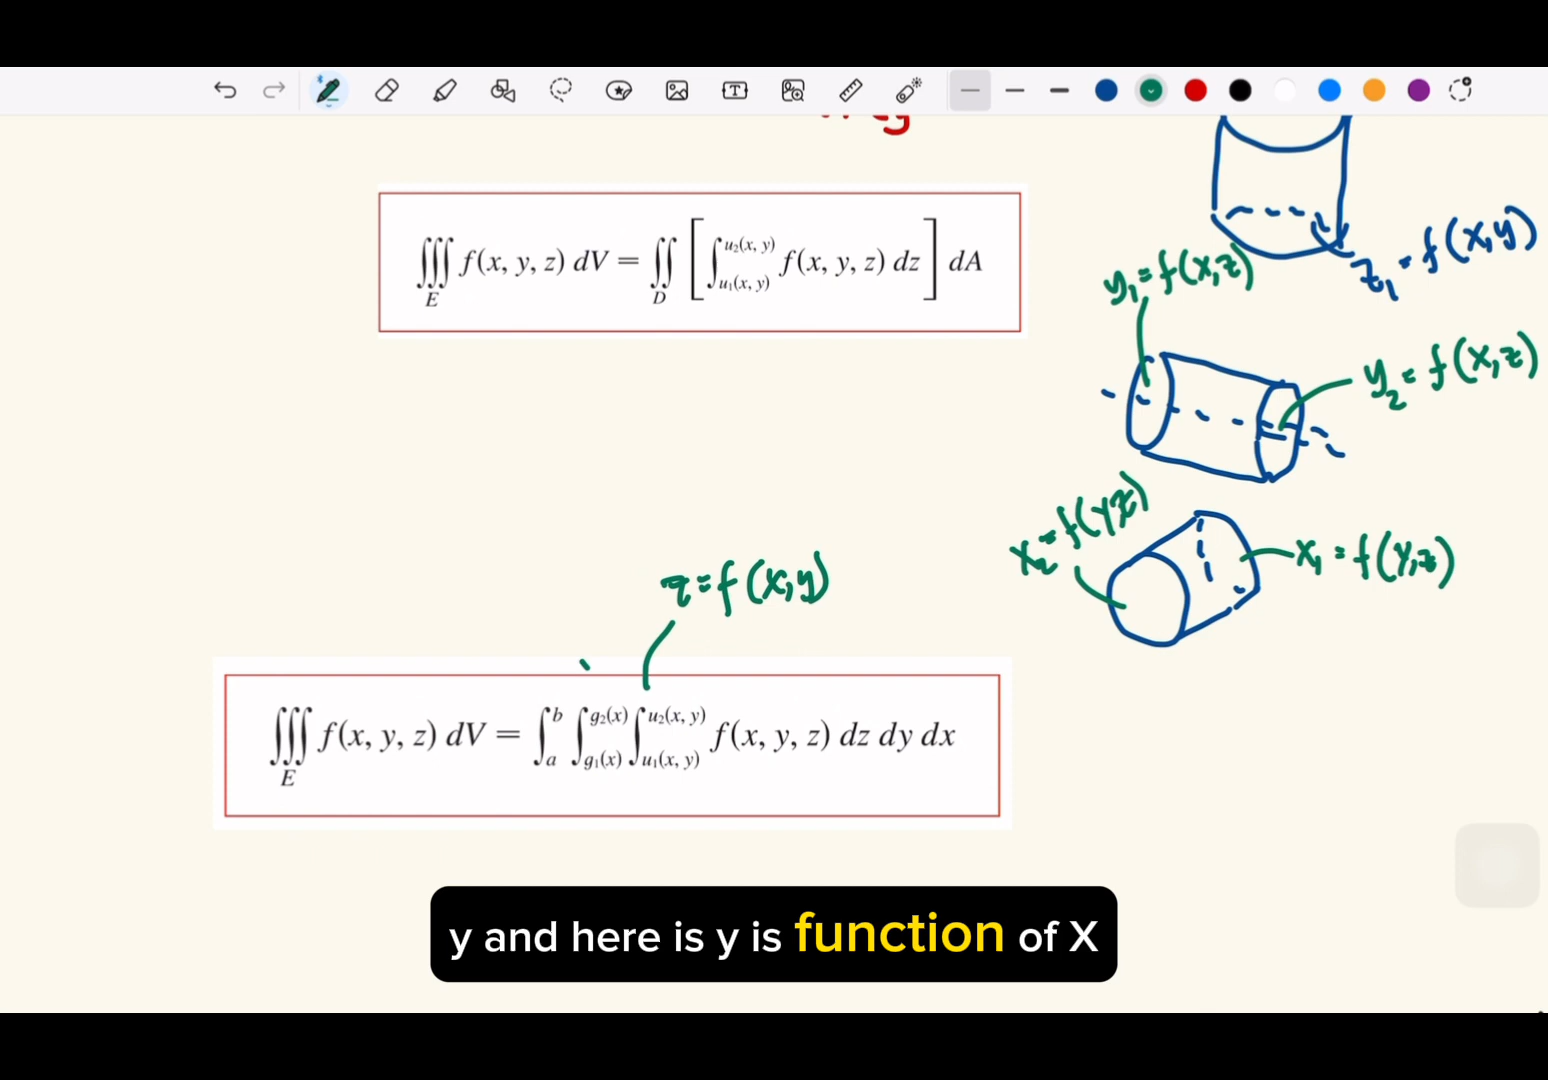 ∭_E f(x, y, z) dV = ∬_D [∫_{u₁(x, y)}^{u₂(x, y)} f(x, y, z) dz] dA
z₁ = f(x,y)
y₁ = f(x,z)
y₂ = f(x,z)
x₂ = f(y,z)
x₁ = f(y,z)
z = f(x,y)
∭_E f(x, y, z) dV = ∫_a^b ∫_{g₁(x)}^{g₂(x)} ∫_{u₁(x, y)}^{u₂(x, y)} f(x, y, z) dz dy dx
y and here is y is function of X